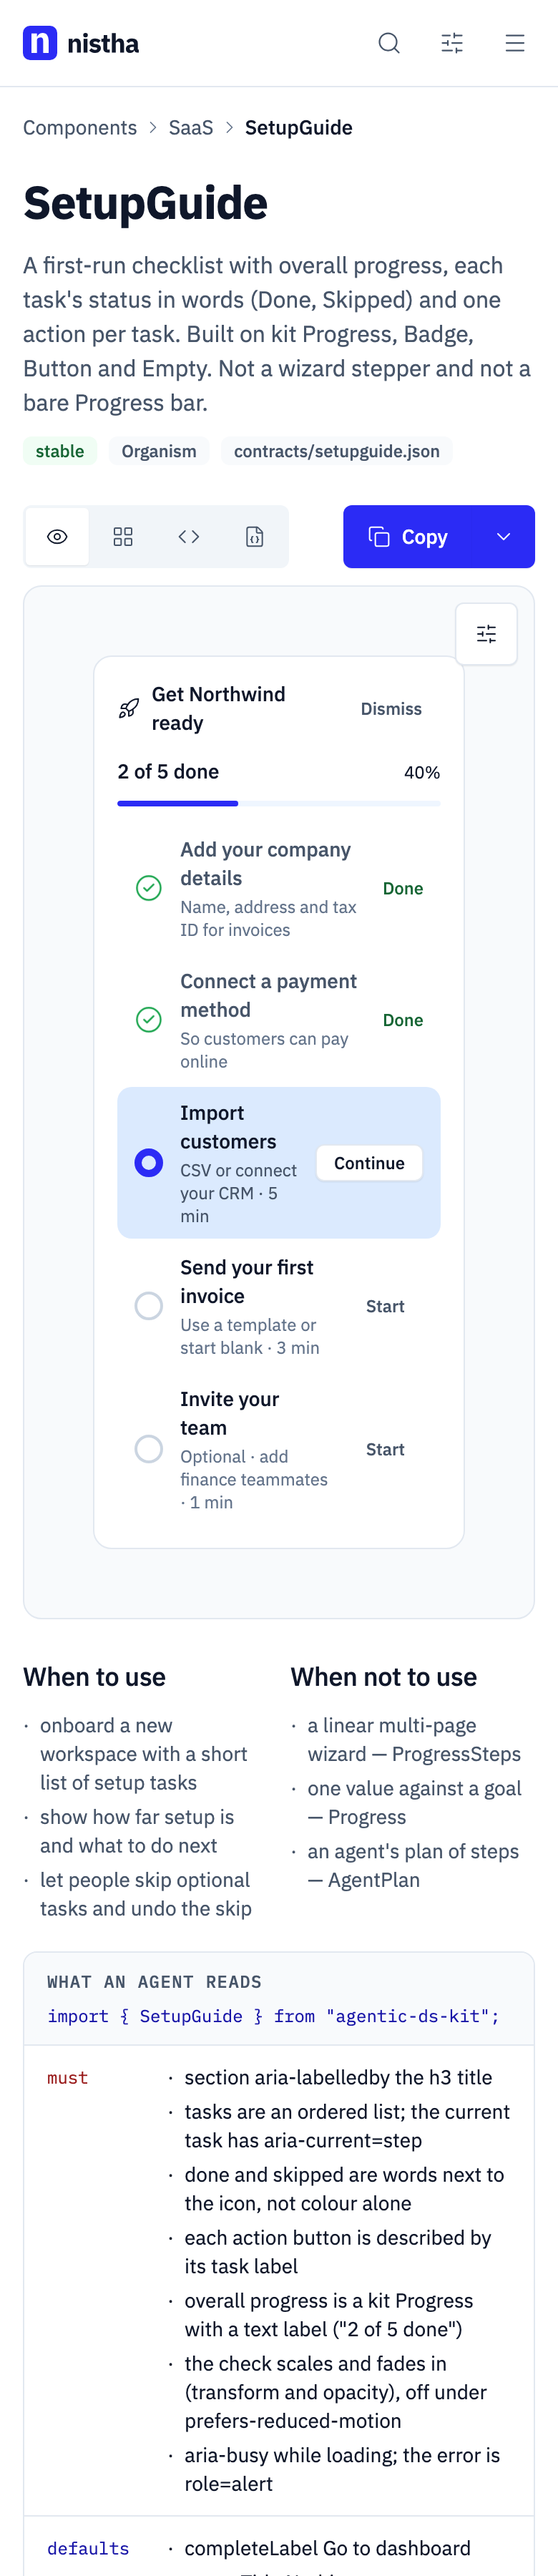 n nistha
Components > SaaS > SetupGuide
SetupGuide
A first-run checklist with overall progress, each
task's status in words (Done, Skipped) and one
action per task. Built on kit Progress, Badge,
Button and Empty. Not a wizard stepper and not a
bare Progress bar.
stable Organism contracts/setupguide.json
Copy
Get Northwind
ready
Dismiss
2 of 5 done 40%
Add your company
details
Name, address and tax
ID for invoices
Done
Connect a payment
method
So customers can pay
online
Done
Import
customers
CSV or connect
your CRM · 5
min
Continue
Send your first
invoice
Use a template or
start blank · 3 min
Start
Invite your
team
Optional · add
finance teammates
· 1 min
Start
When to use
· onboard a new
workspace with a short
list of setup tasks
· show how far setup is
and what to do next
· let people skip optional
tasks and undo the skip
When not to use
· a linear multi-page
wizard — ProgressSteps
· one value against a goal
— Progress
· an agent's plan of steps
— AgentPlan
WHAT AN AGENT READS
import { SetupGuide } from "agentic-ds-kit";
must
· section aria-labelledby the h3 title
· tasks are an ordered list; the current
task has aria-current=step
· done and skipped are words next to
the icon, not colour alone
· each action button is described by
its task label
· overall progress is a kit Progress
with a text label ("2 of 5 done")
· the check scales and fades in
(transform and opacity), off under
prefers-reduced-motion
· aria-busy while loading; the error is
role=alert
defaults
· completeLabel Go to dashboard